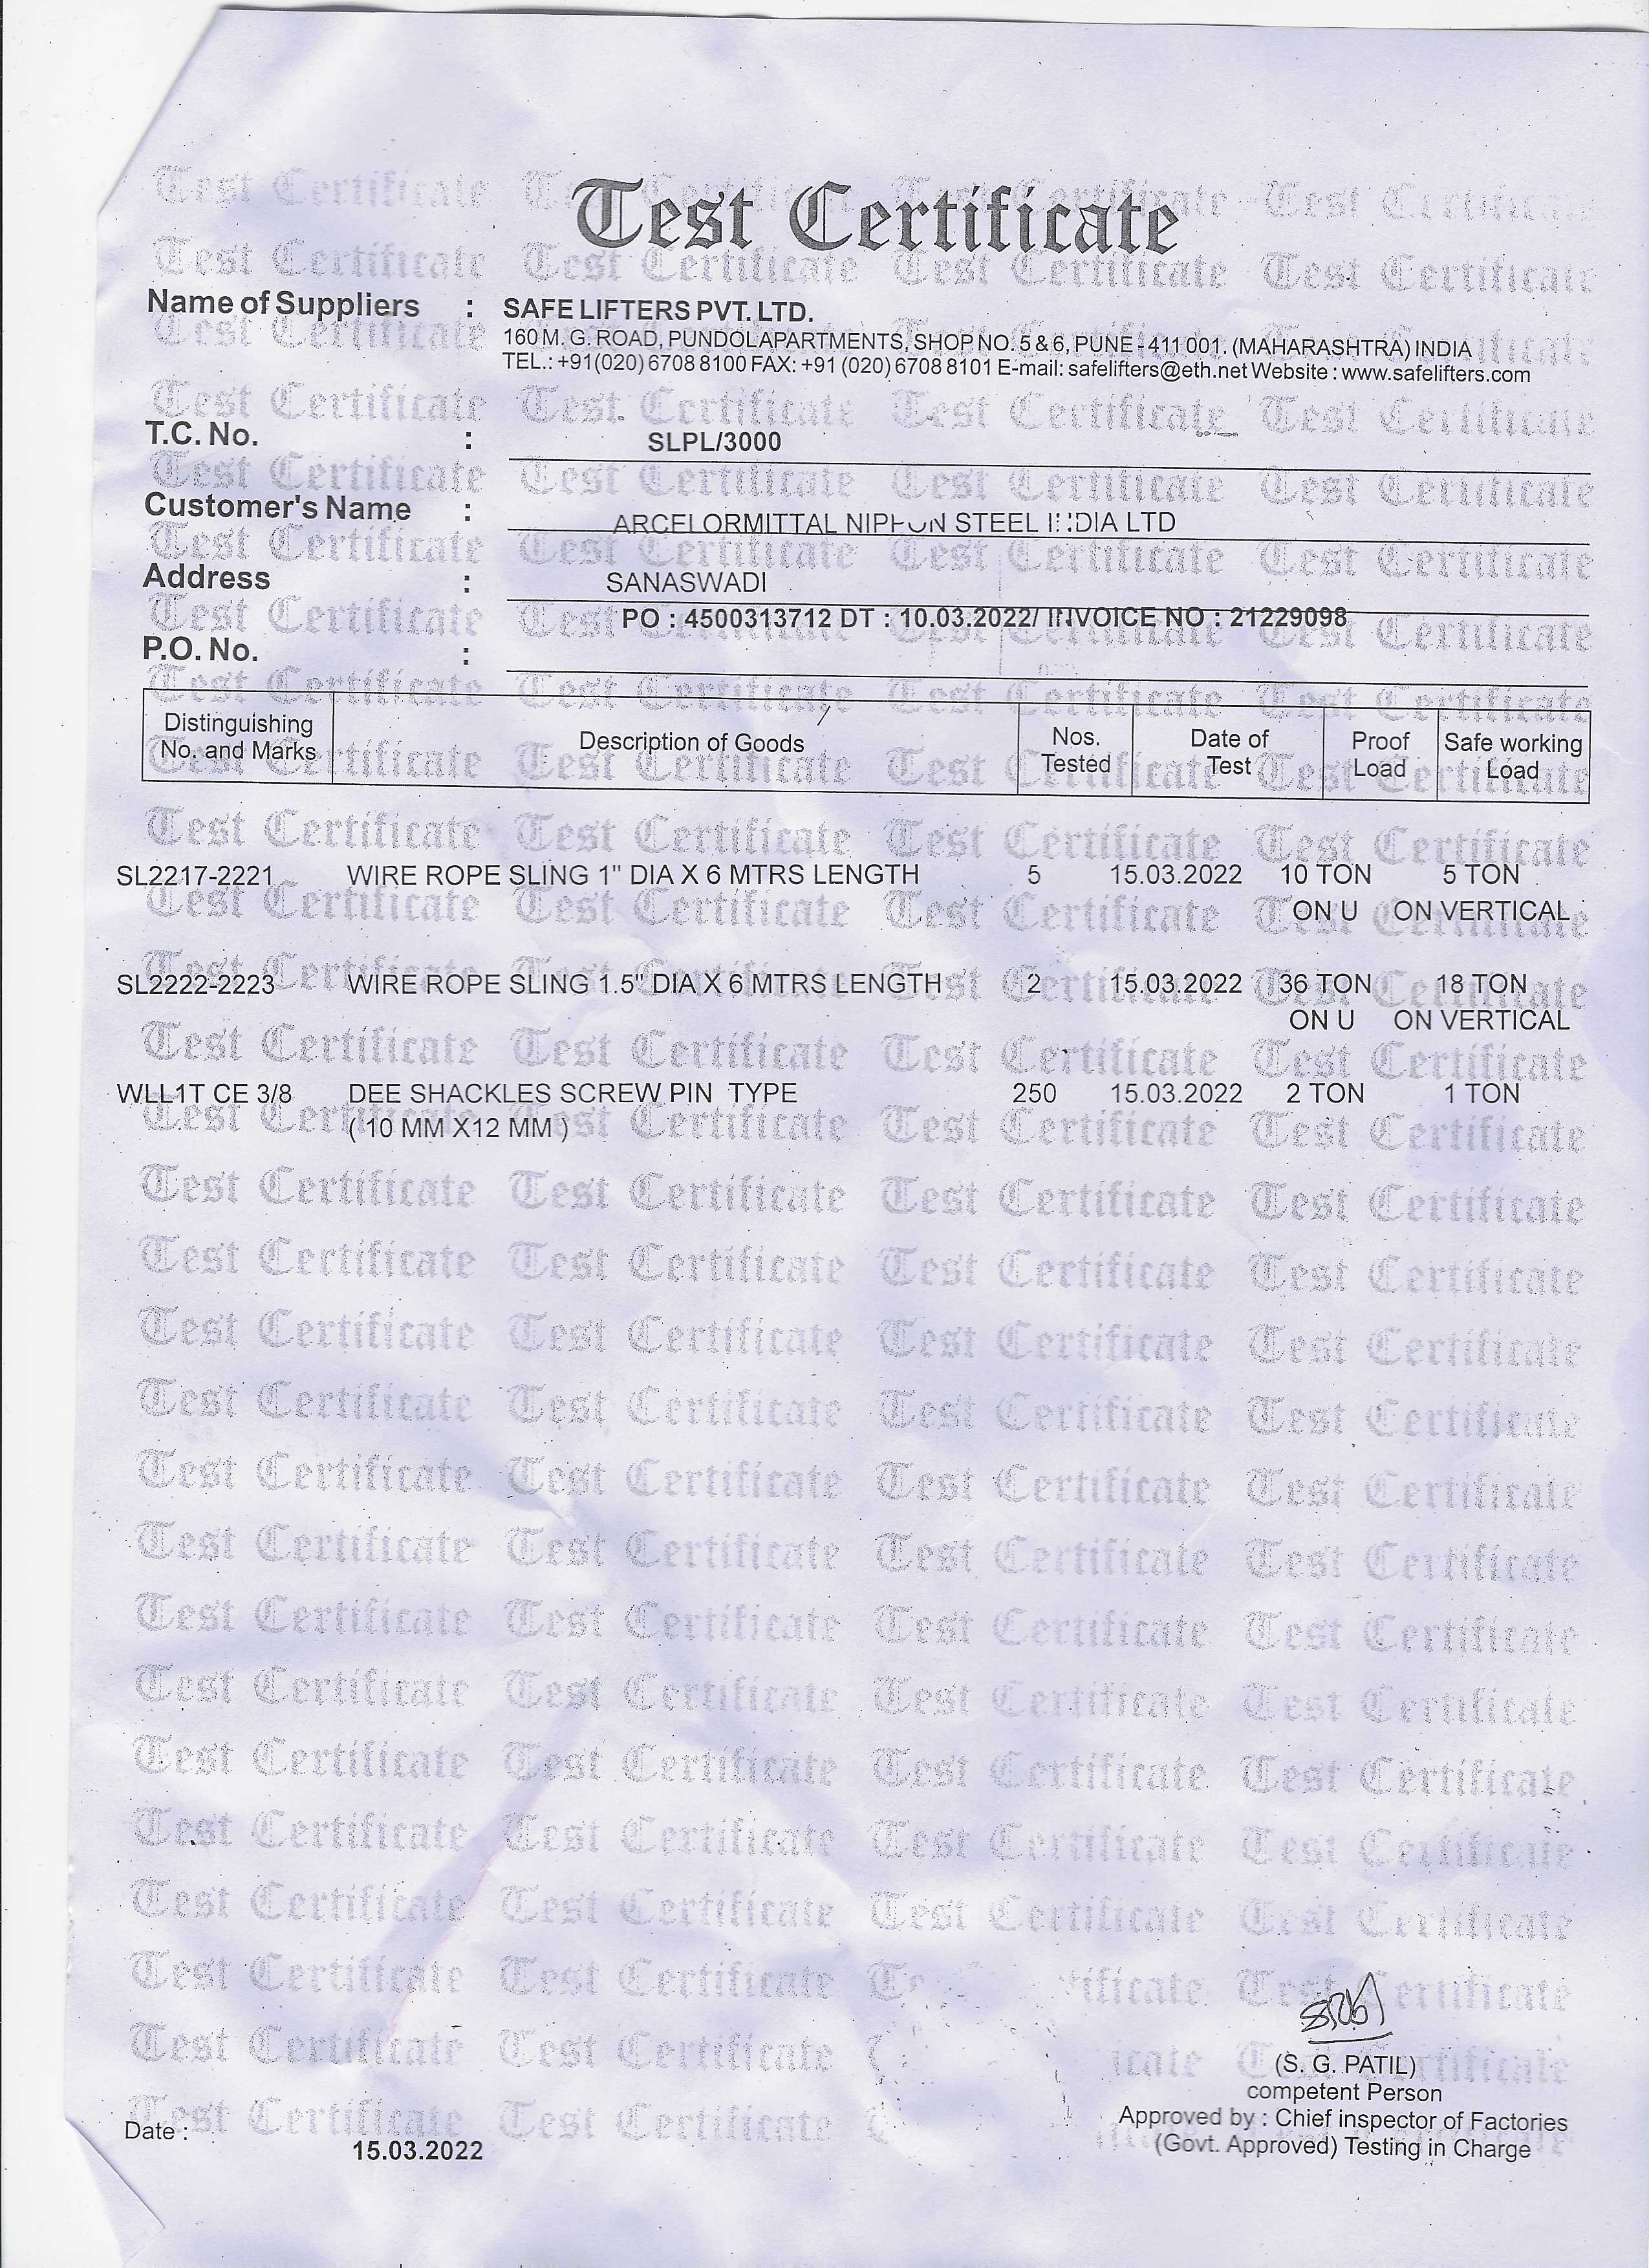 Test Certificate
Name of Suppliers : SAFE LIFTERS PVT. LTD.
160 M. G. ROAD, PUNDOL APARTMENTS, SHOP NO. 5 & 6, PUNE - 411 001. (MAHARASHTRA) INDIA
TEL.: +91(020) 6708 8100 FAX: +91 (020) 6708 8101 E-mail: safelifters@eth.net Website : www.safelifters.com
T.C. No. : SLPL/3000
Customer's Name : ARCELORMITTAL NIPPON STEEL INDIA LTD
Address : SANASWADI
PO : 4500313712 DT : 10.03.2022/ INVOICE NO : 21229098
P.O. No. :
Distinguishing No. and Marks Description of Goods Nos. Tested Date of Test Proof Load Safe working Load
SL2217-2221 WIRE ROPE SLING 1" DIA X 6 MTRS LENGTH 5 15.03.2022 10 TON 5 TON
ON U ON VERTICAL
SL2222-2223 WIRE ROPE SLING 1.5" DIA X 6 MTRS LENGTH 2 15.03.2022 36 TON 18 TON
ON U ON VERTICAL
WLL1T CE 3/8 DEE SHACKLES SCREW PIN TYPE 250 15.03.2022 2 TON 1 TON
( 10 MM X12 MM )
(S. G. PATIL)
competent Person
Approved by : Chief inspector of Factories
(Govt. Approved) Testing in Charge
Date : 15.03.2022